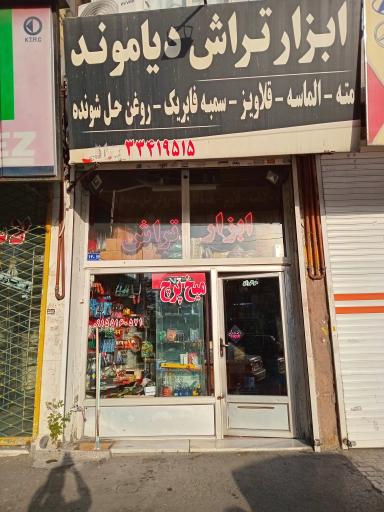 K.T.N.C
ابزار تراش دیاموند
مته - الماسه - قلاویز - سمبه فابریک - روغن حل شونده
۳۳۴۱۹۵۱۵
ابزار تراش
میخ پرچ